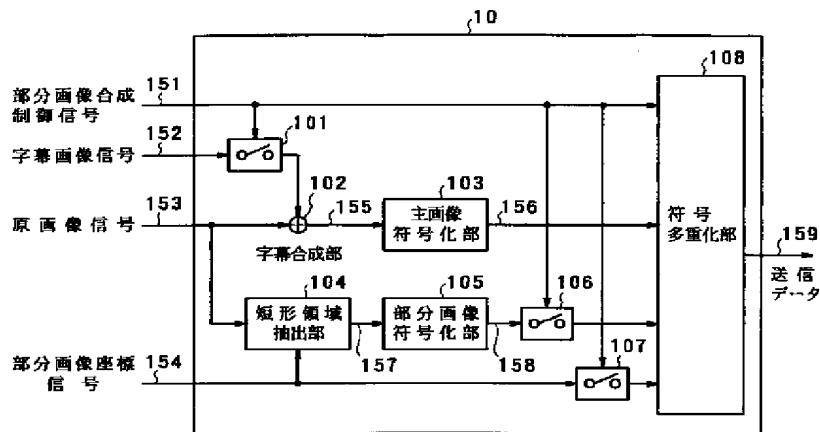 10
108
151
部分画像合成
制御信号
152
字幕画像信号
101
153
原画像信号
102
155
字幕合成部
103
主画像
符号化部
156
符号
多重化部
159
送信
データ
104
短形領域
抽出部
157
105
部分画像
符号化部
158
106
107
154
部分画像座標
信号